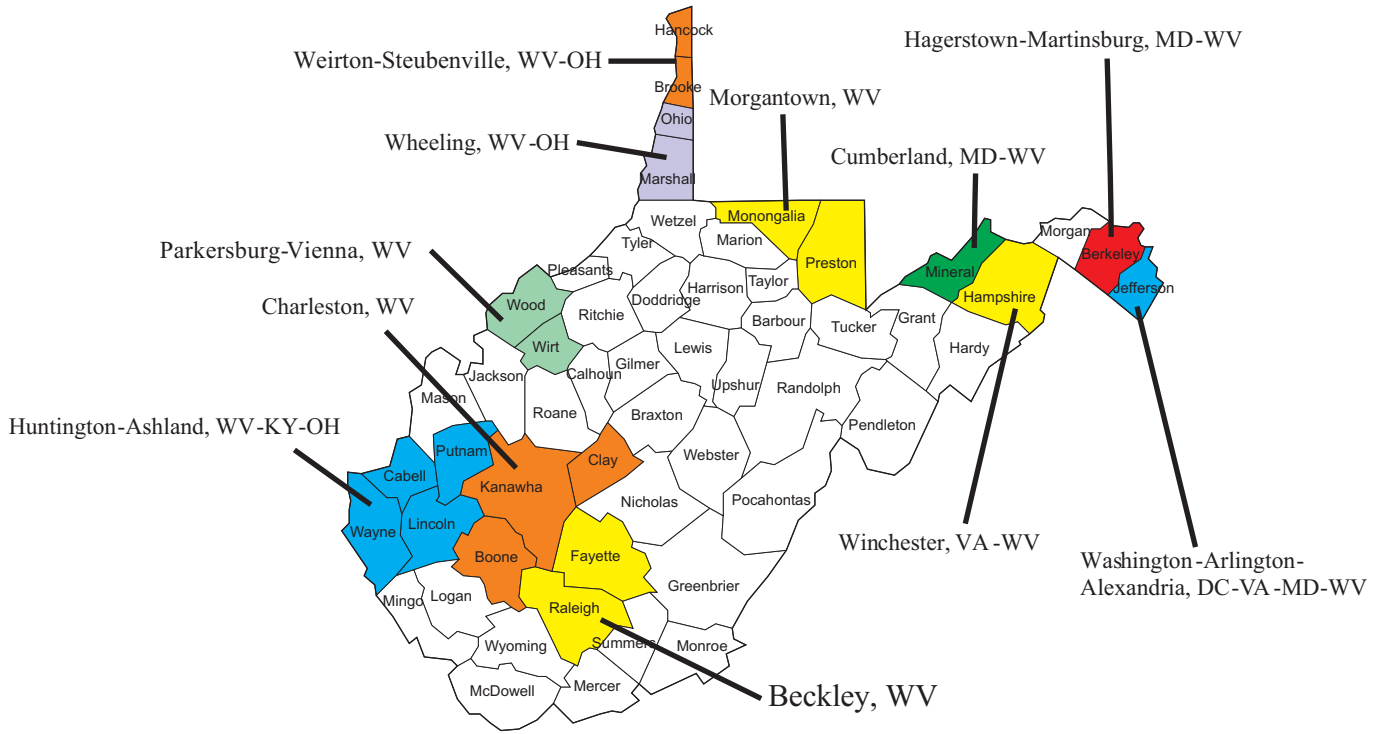 Hancock
Hagerstown-Martinsburg, MD-WV
Weirton-Steubenville, WV-OH
Brooke
Morgantown, WV
Ohio
Wheeling, WV-OH
Cumberland, MD-WV
Marshall
Monongalia
Wetzel
Morgan
Marion
Tyler
Parkersburg-Vienna, WV
Berkeley
Preston
Pleasants
Mineral
Taylor
Harrison
Jefferson
Hampshire
Doddridge
Charleston, WV
Wood
Ritchie
Barbour
Tucker
Grant
Wirt
Lewis
Hardy
Gilmer
Calhoun
Jackson
Upshur
Randolph
Mason
Roane
Braxton
Pendleton
Huntington-Ashland, WV-KY-OH
Putnam
Webster
Clay
Cabell
Kanawha
Pocahontas
Nicholas
Lincoln
Wayne
Winchester, VA-WV
Boone
Fayette
Washington-Arlington-
Alexandria, DC-VA-MD-WV
Greenbrier
Logan
Mingo
Raleigh
Summers
Wyoming
Monroe
Mercer
McDowell
Beckley, WV